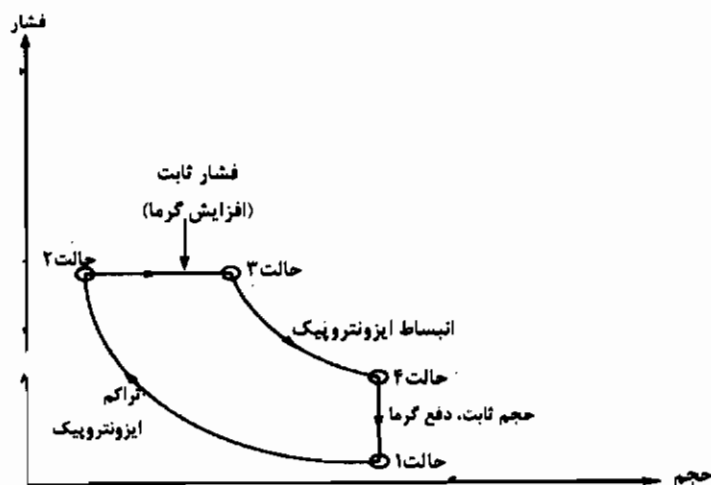 فشار
فشار ثابت
(افزایش گرما)
حالت۲
حالت۳
انبساط ایزونتروپیک
حالت۴
تراکم
ایزونتروپیک
حجم ثابت، دفع گرما
حالت۱
حجم